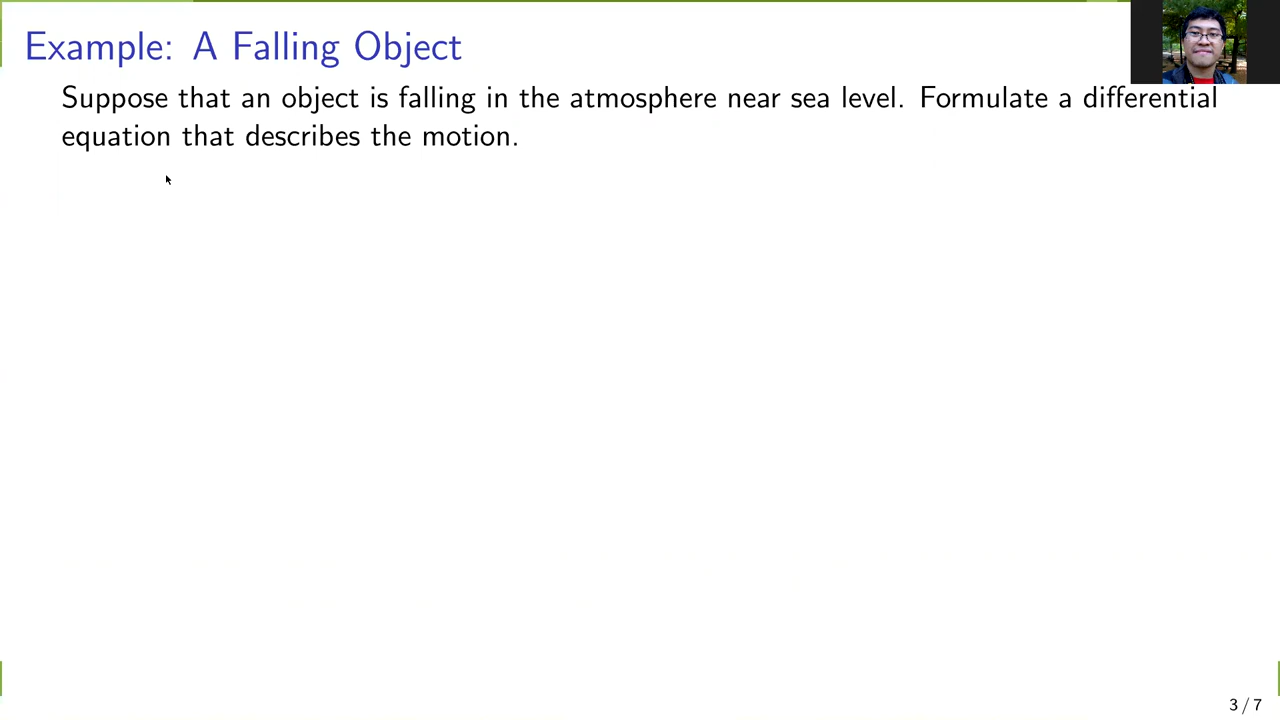 Example: A Falling Object
Suppose that an object is falling in the atmosphere near sea level. Formulate a differential
equation that describes the motion.
3 / 7